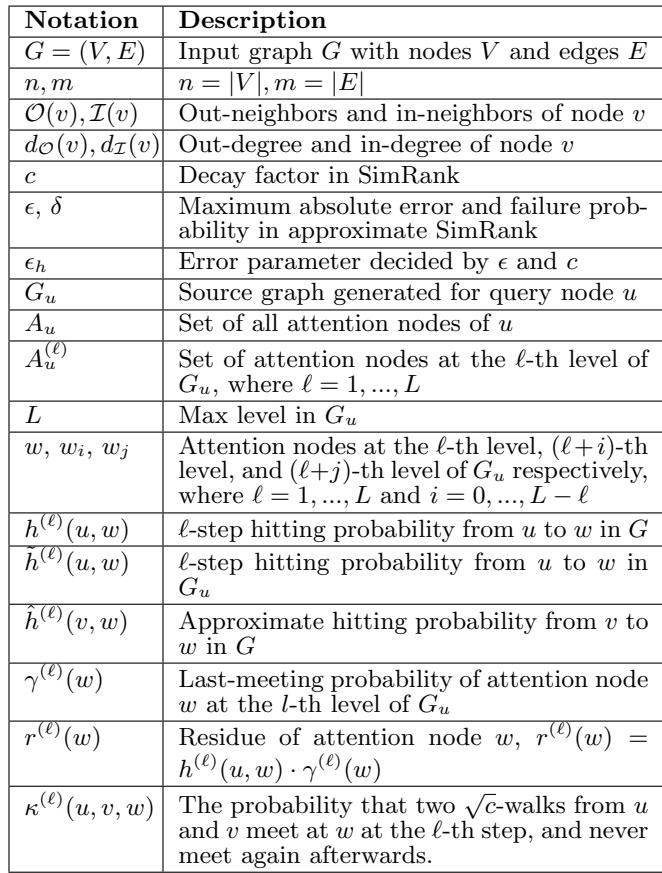 Notation Description
G = (V, E) Input graph G with nodes V and edges E
n, m n = |V|, m = |E|
𝒪(v), ℐ(v) Out-neighbors and in-neighbors of node v
d_𝒪(v), d_ℐ(v) Out-degree and in-degree of node v
c Decay factor in SimRank
ϵ, δ Maximum absolute error and failure prob-
ability in approximate SimRank
ϵ_h Error parameter decided by ϵ and c
G_u Source graph generated for query node u
A_u Set of all attention nodes of u
A_u^(ℓ) Set of attention nodes at the ℓ-th level of
G_u, where ℓ = 1, ..., L
L Max level in G_u
w, w_i, w_j Attention nodes at the ℓ-th level, (ℓ+i)-th
level, and (ℓ+j)-th level of G_u respectively,
where ℓ = 1, ..., L and i = 0, ..., L − ℓ
h^(ℓ)(u, w) ℓ-step hitting probability from u to w in G
h̃^(ℓ)(u, w) ℓ-step hitting probability from u to w in
G_u
ĥ^(ℓ)(v, w) Approximate hitting probability from v to
w in G
γ^(ℓ)(w) Last-meeting probability of attention node
w at the l-th level of G_u
r^(ℓ)(w) Residue of attention node w, r^(ℓ)(w) =
h^(ℓ)(u, w) · γ^(ℓ)(w)
κ^(ℓ)(u, v, w) The probability that two √c-walks from u
and v meet at w at the ℓ-th step, and never
meet again afterwards.